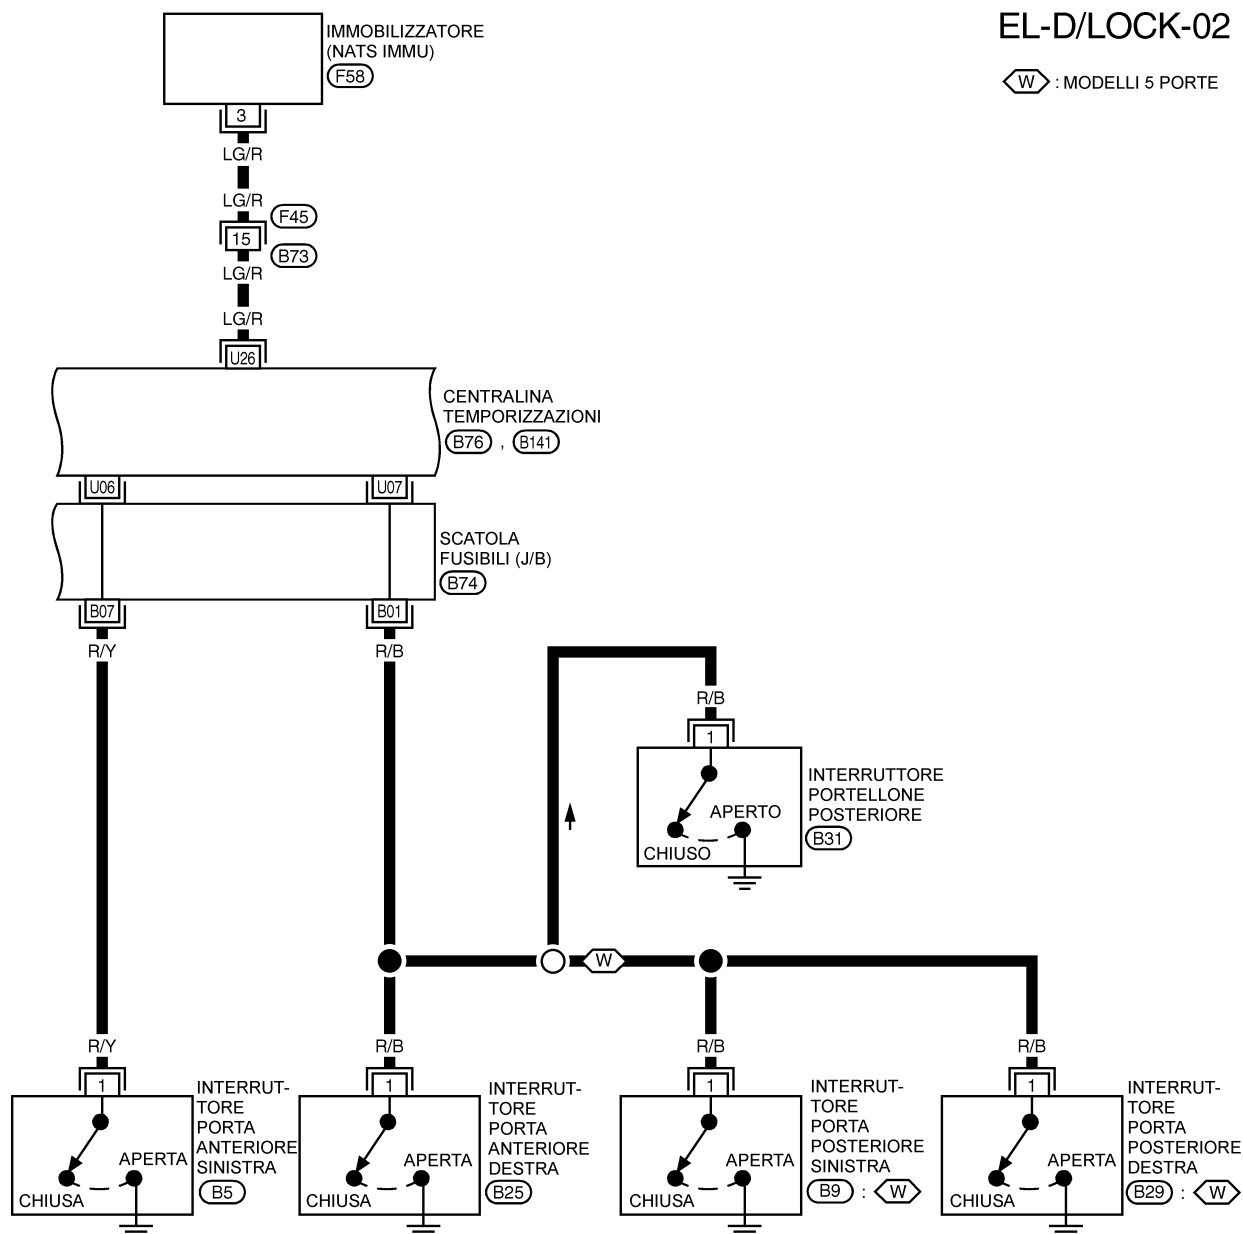 EL-D/LOCK-02
W : MODELLI 5 PORTE
IMMOBILIZZATORE
(NATS IMMU)
F58
3
LG/R
LG/R
F45
15
B73
LG/R
LG/R
U26
CENTRALINA
TEMPORIZZAZIONI
B76 , B141
U06 U07
SCATOLA
FUSIBILI (J/B)
B74
B07 B01
R/Y R/B
R/B
1
INTERRUTTORE
PORTELLONE
POSTERIORE
B31
APERTO
CHIUSO
W
R/Y R/B R/B R/B
1
INTERRUT-
TORE
PORTA
ANTERIORE
SINISTRA
B5
APERTA
CHIUSA
1
INTERRUT-
TORE
PORTA
ANTERIORE
DESTRA
B25
APERTA
CHIUSA
1
INTERRUT-
TORE
PORTA
POSTERIORE
SINISTRA
B9 : W
APERTA
CHIUSA
1
INTERRUT-
TORE
PORTA
POSTERIORE
DESTRA
B29 : W
APERTA
CHIUSA